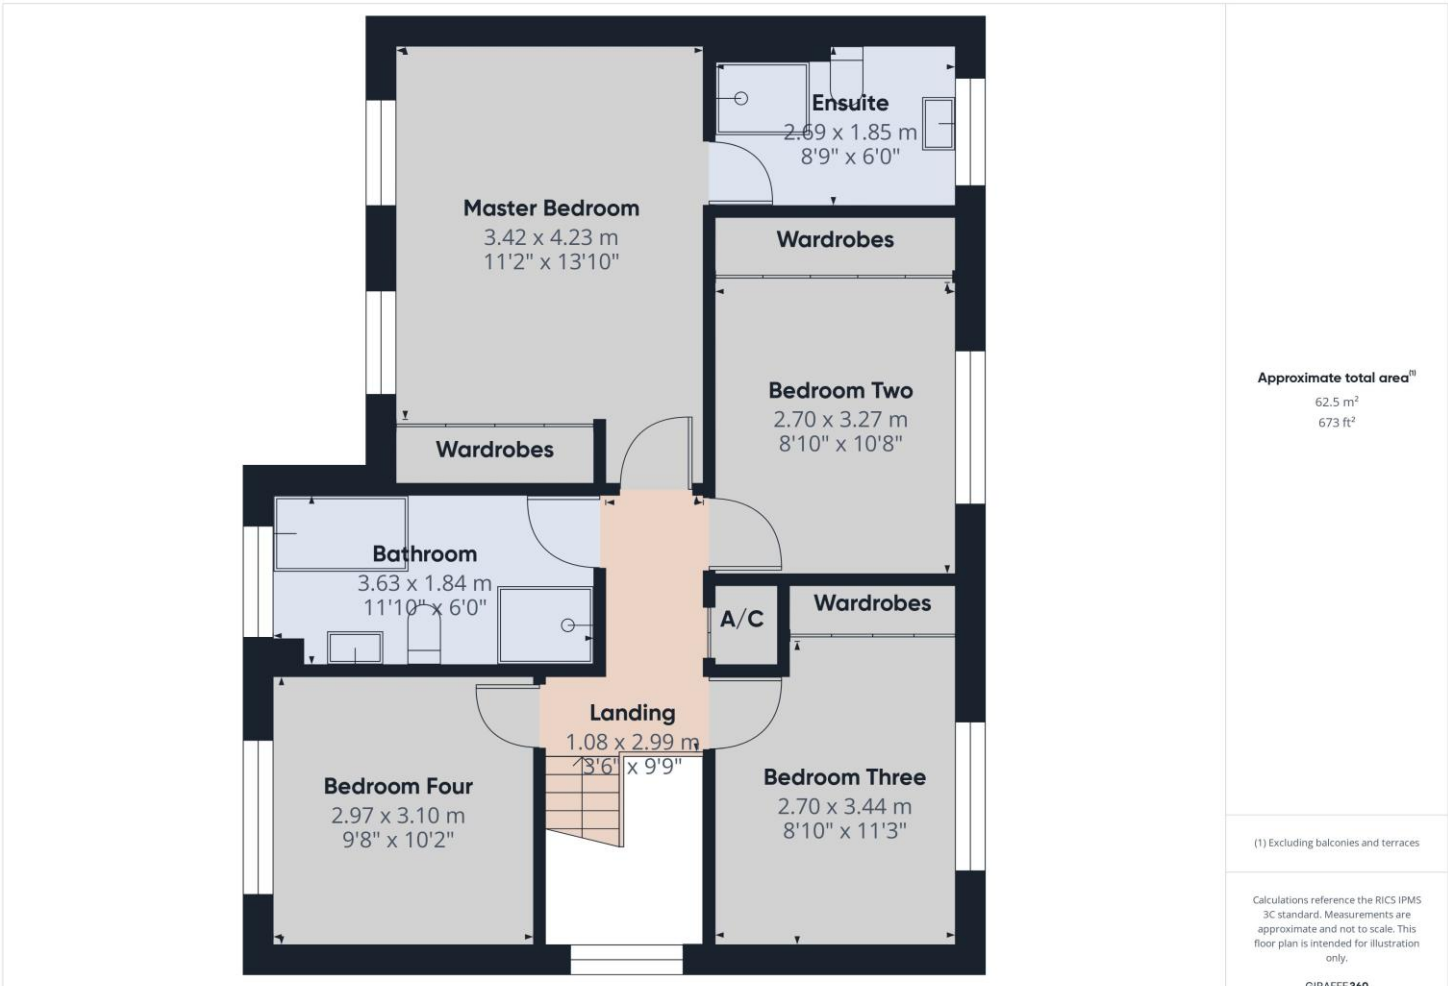 Ensuite
2.69 x 1.85 m
8'9" x 6'0"
Master Bedroom
3.42 x 4.23 m
11'2" x 13'10"
Wardrobes
Wardrobes
Bedroom Two
2.70 x 3.27 m
8'10" x 10'8"
Bathroom
3.63 x 1.84 m
11'10" x 6'0"
A/C
Wardrobes
Landing
1.08 x 2.99 m
3'6" x 9'9"
Bedroom Four
2.97 x 3.10 m
9'8" x 10'2"
Bedroom Three
2.70 x 3.44 m
8'10" x 11'3"
Approximate total area(1)
62.5 m²
673 ft²
(1) Excluding balconies and terraces
Calculations reference the RICS IPMS
3C standard. Measurements are
approximate and not to scale. This
floor plan is intended for illustration
only.
GIRAFFE360